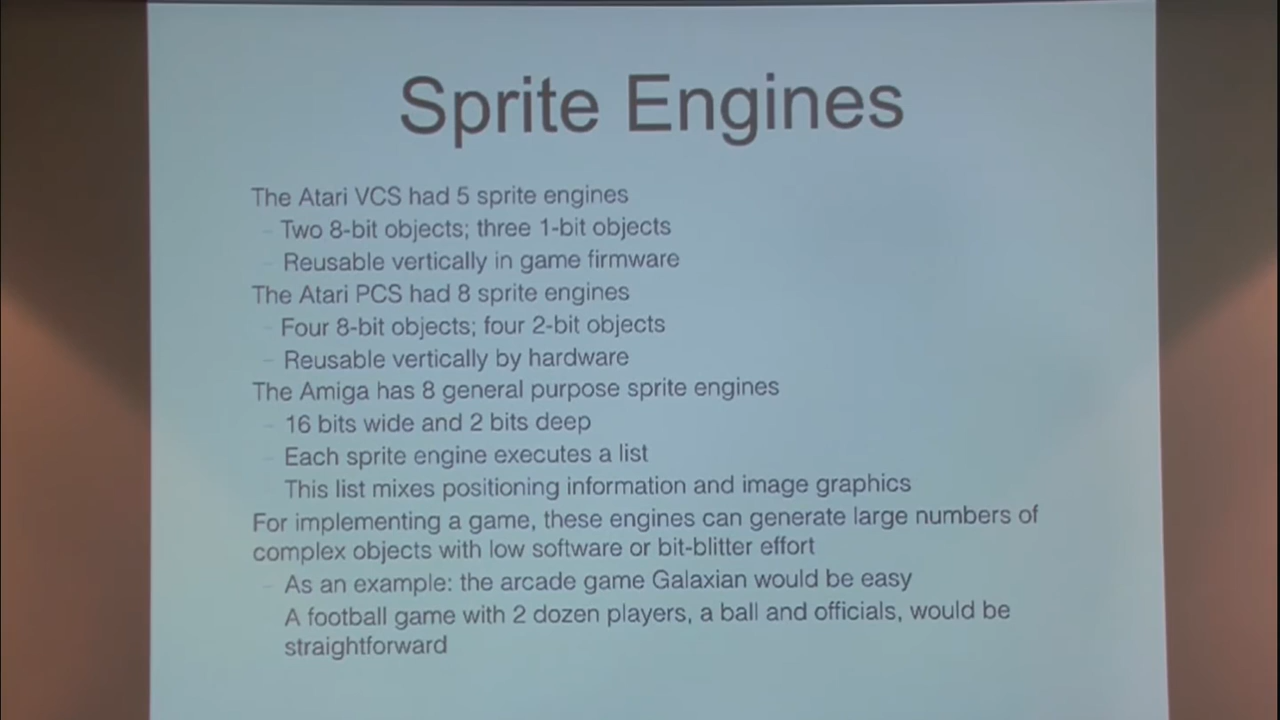 Sprite Engines
The Atari VCS had 5 sprite engines
- Two 8-bit objects; three 1-bit objects
- Reusable vertically in game firmware
The Atari PCS had 8 sprite engines
- Four 8-bit objects; four 2-bit objects
- Reusable vertically by hardware
The Amiga has 8 general purpose sprite engines
- 16 bits wide and 2 bits deep
- Each sprite engine executes a list
This list mixes positioning information and image graphics
For implementing a game, these engines can generate large numbers of
complex objects with low software or bit-blitter effort
- As an example: the arcade game Galaxian would be easy
A football game with 2 dozen players, a ball and officials, would be
straightforward